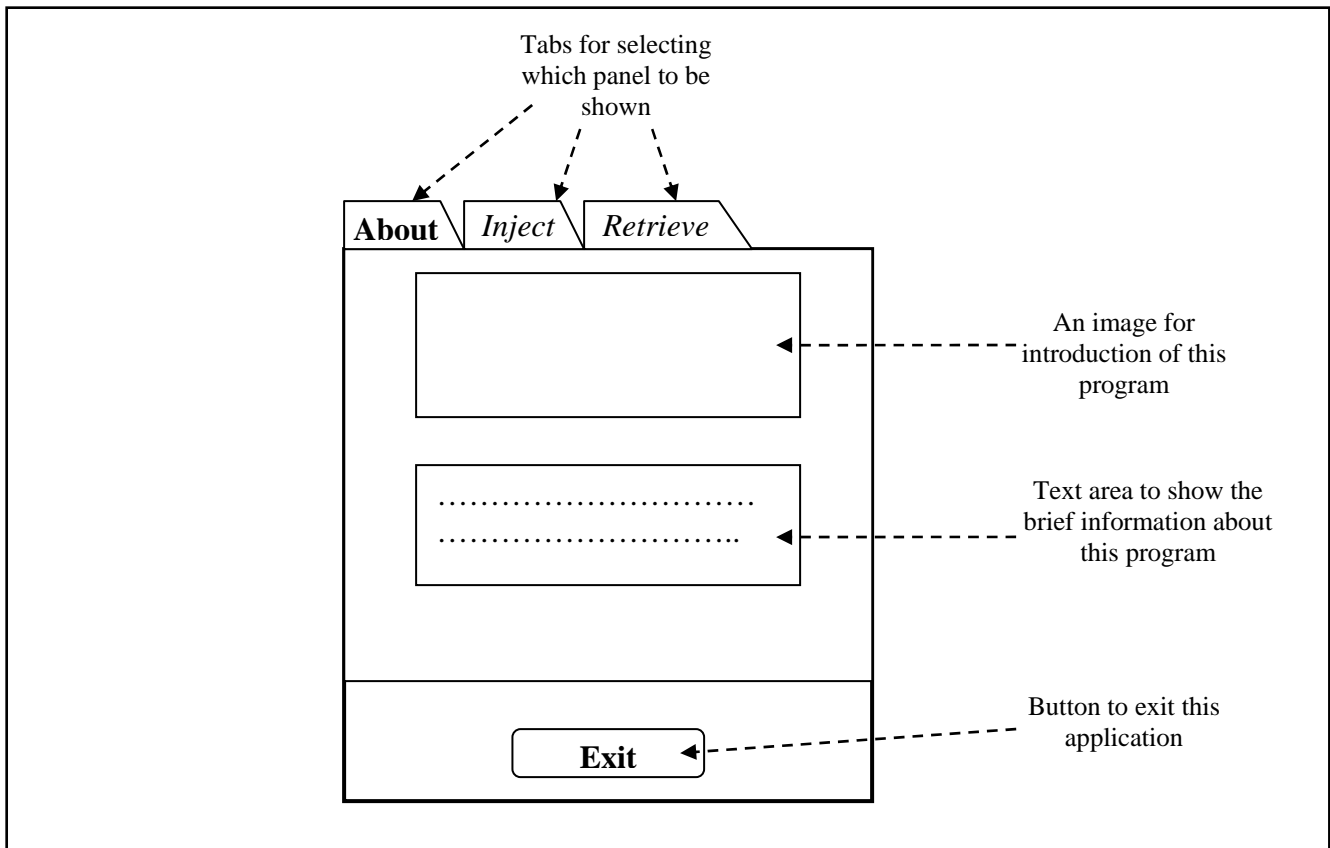 Tabs for selecting
which panel to be
shown
About
Inject
Retrieve
An image for
introduction of this
program
…………………………
………………………..
Text area to show the
brief information about
this program
Button to exit this
application
Exit